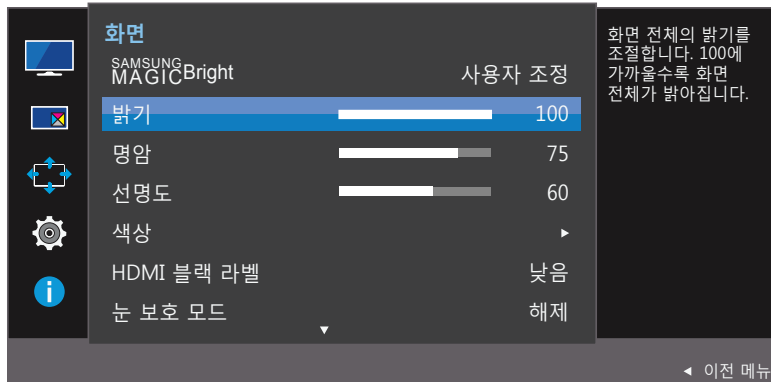 화면
SAMSUNG
MAGICBright 사용자 조정
밝기 100
명암 75
선명도 60
색상 ▸
HDMI 블랙 라벨 낮음
눈 보호 모드 해제
▼
화면 전체의 밝기를
조절합니다. 100에
가까울수록 화면
전체가 밝아집니다.
◂ 이전 메뉴